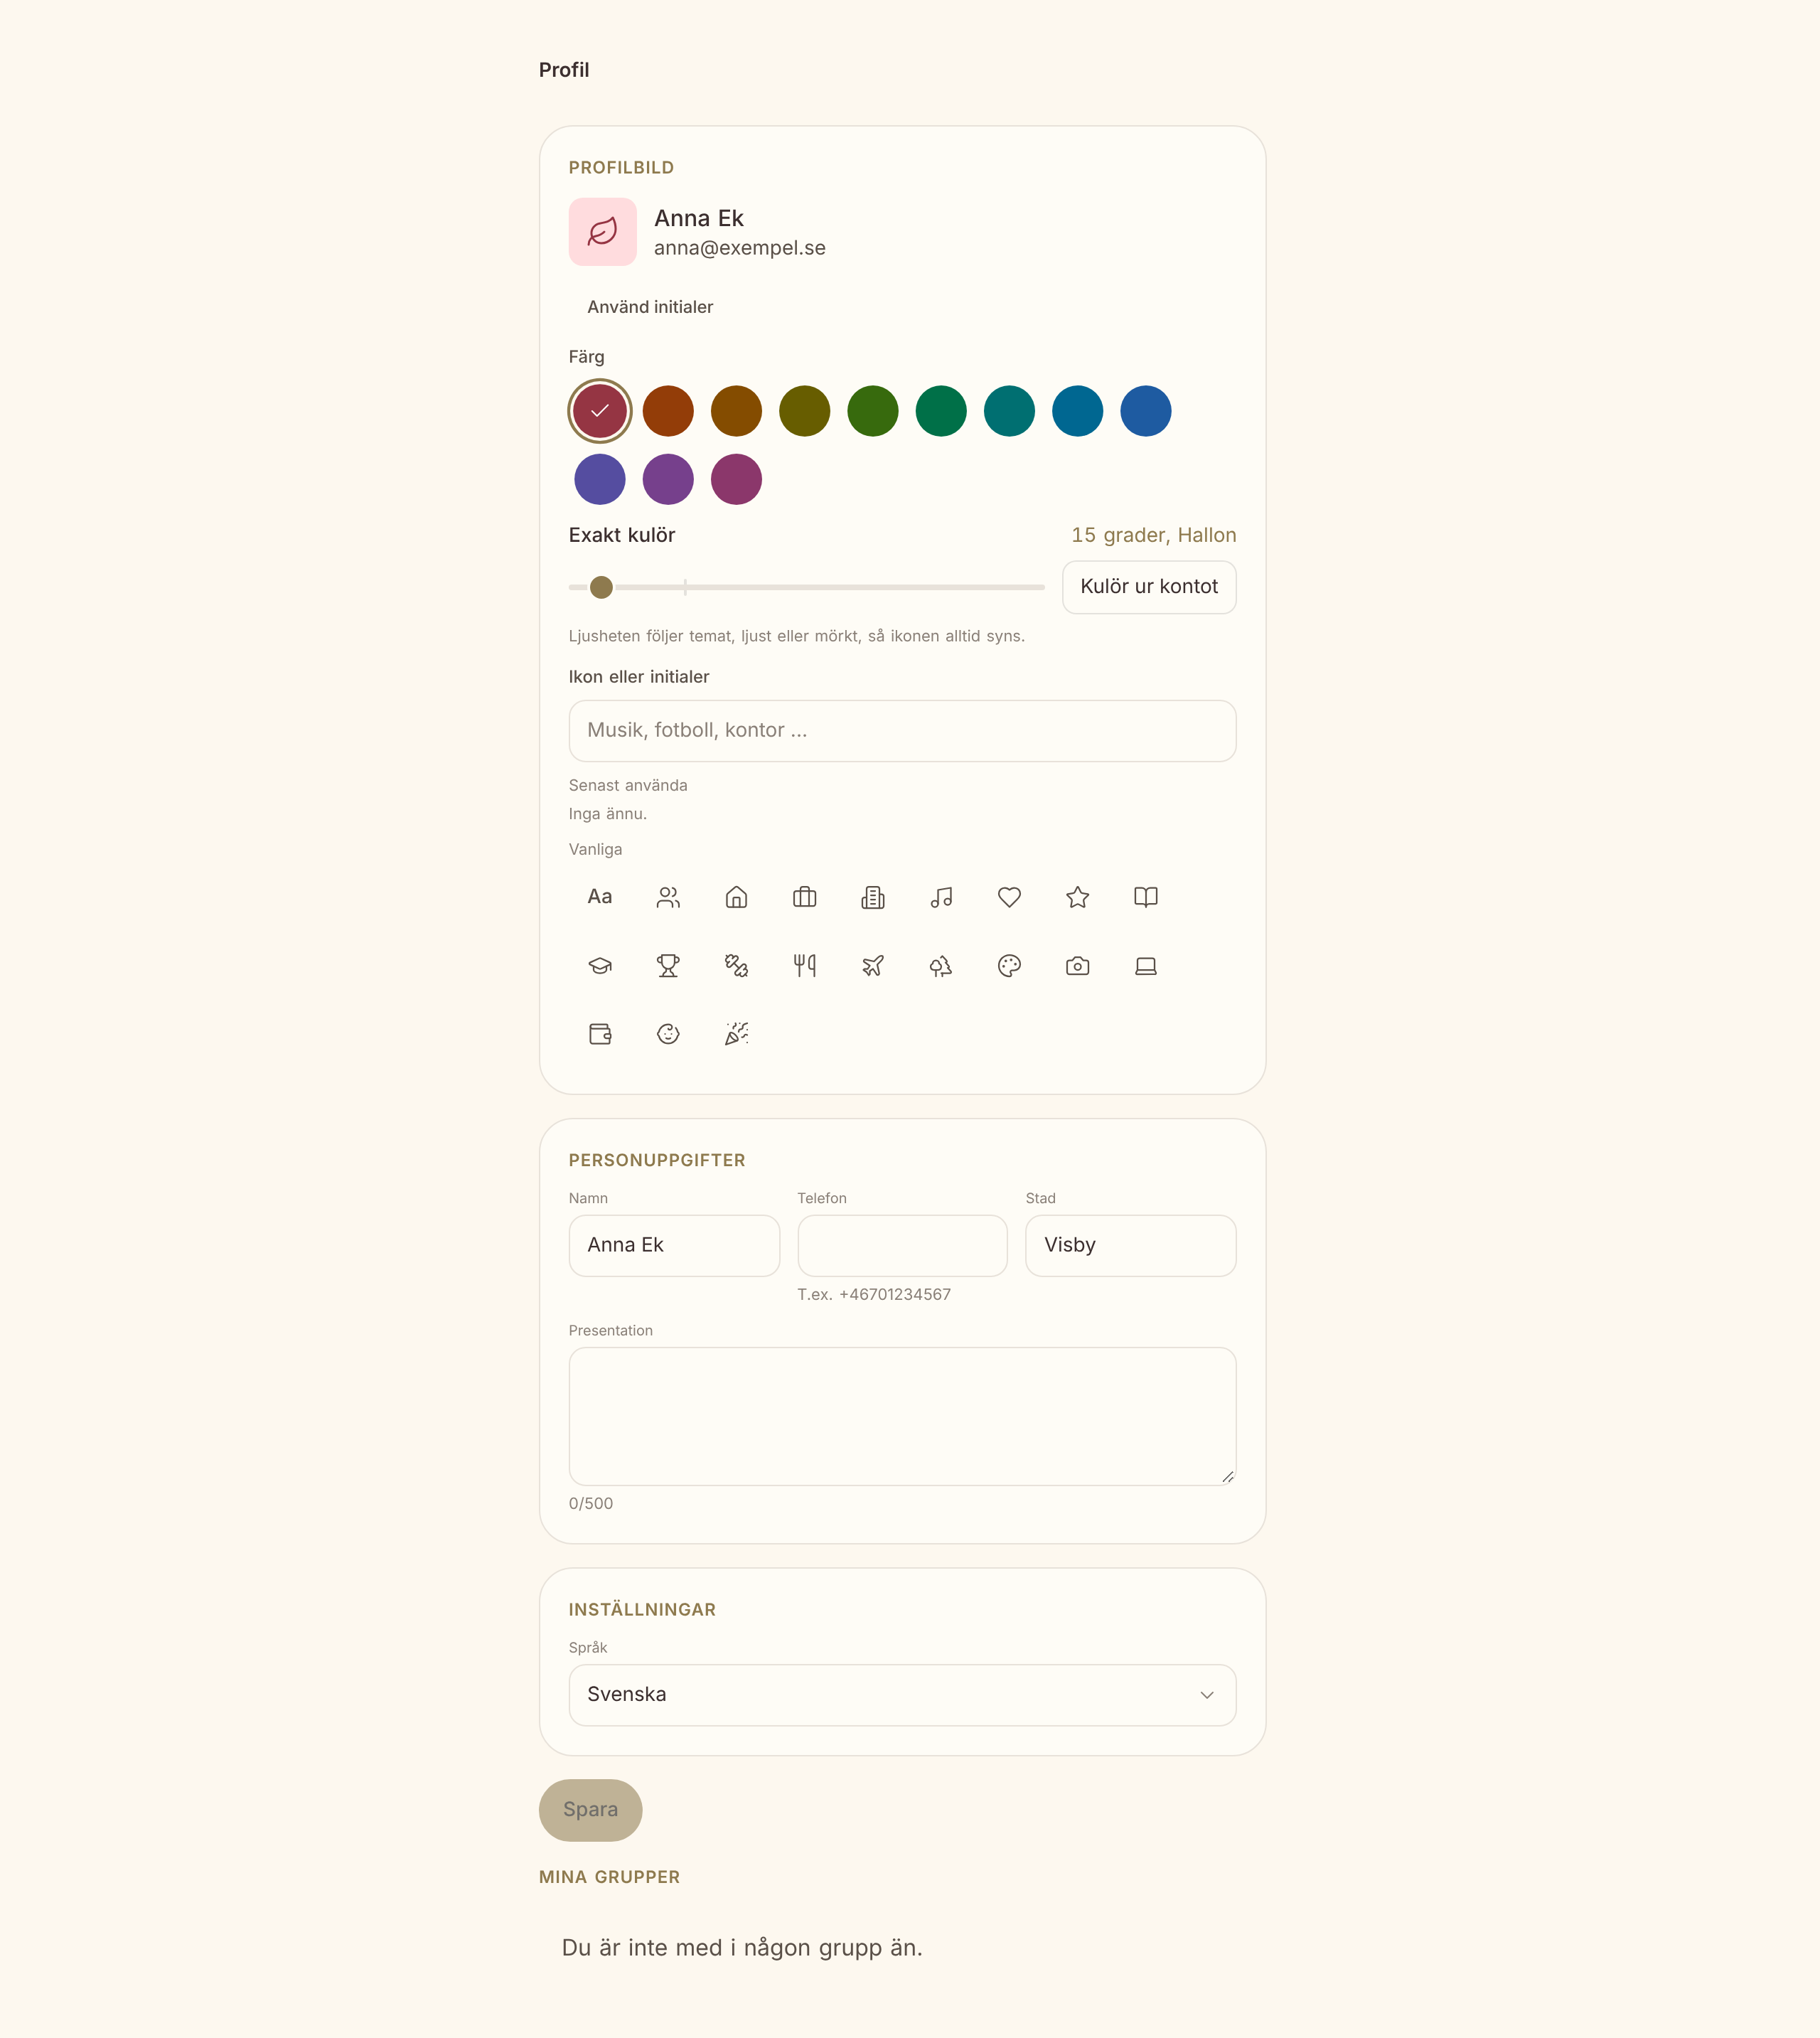 Profil
PROFILBILD
Anna Ek
anna@exempel.se
Använd initialer
Färg
Exakt kulör
15 grader, Hallon
Kulör ur kontot
Ljusheten följer temat, ljust eller mörkt, så ikonen alltid syns.
Ikon eller initialer
Musik, fotboll, kontor ...
Senast använda
Inga ännu.
Vanliga
Aa
PERSONUPPGIFTER
Namn
Telefon
Stad
Anna Ek
Visby
T.ex. +46701234567
Presentation
0/500
INSTÄLLNINGAR
Språk
Svenska
Spara
MINA GRUPPER
Du är inte med i någon grupp än.